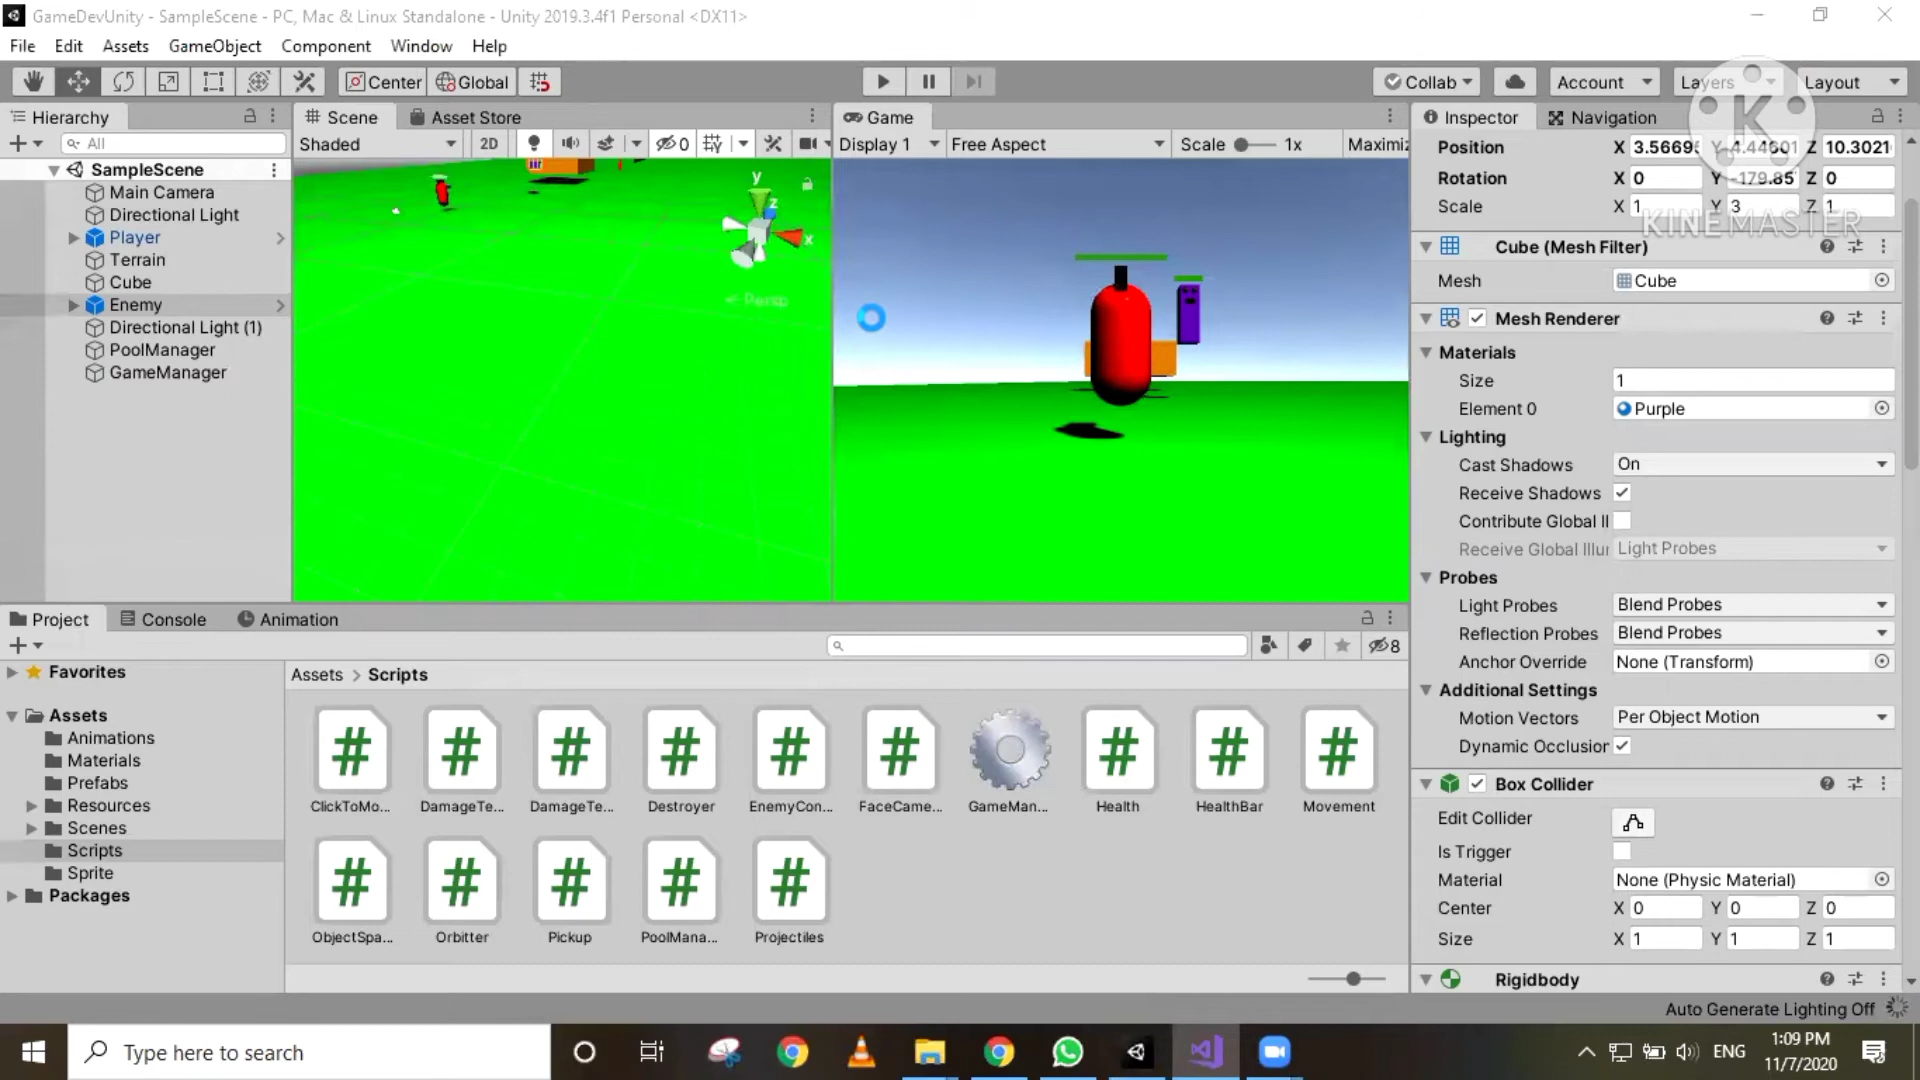 GameDevUnity - SampleScene - PC, Mac & Linux Standalone - Unity 2019.3.4f1 Personal <DX11>
File Edit Assets GameObject Component Window Help
Center Global Collab Account Layers Layout
Hierarchy Scene Asset Store Game Inspector Navigation
All Shaded 2D 0 Display 1 Free Aspect Scale 1x Maximiz
SampleScene
Main Camera
Directional Light
Player
Terrain
Cube
Enemy
Directional Light (1)
PoolManager
GameManager
y
z
x
Persp
K
KINEMASTER
Position X 3.5669 Y -4.44601 Z 10.3021
Rotation X 0 Y -179.85 Z 0
Scale X 1 Y 3 Z 1
Cube (Mesh Filter)
Mesh Cube
Mesh Renderer
Materials
Size 1
Element 0 Purple
Lighting
Cast Shadows On
Receive Shadows
Contribute Global Il
Receive Global Illur Light Probes
Probes
Light Probes Blend Probes
Reflection Probes Blend Probes
Anchor Override None (Transform)
Additional Settings
Motion Vectors Per Object Motion
Dynamic Occlusior
Box Collider
Edit Collider
Is Trigger
Material None (Physic Material)
Center X 0 Y 0 Z 0
Size X 1 Y 1 Z 1
Rigidbody
Project Console Animation
8
Favorites
Assets
Animations
Materials
Prefabs
Resources
Scenes
Scripts
Sprite
Packages
Assets > Scripts
ClickToMo... DamageTe... DamageTe... Destroyer EnemyCon... FaceCame... GameMan... Health HealthBar Movement
ObjectSpa... Orbitter Pickup PoolMana... Projectiles
Auto Generate Lighting Off
Type here to search
ENG
1:09 PM
11/7/2020